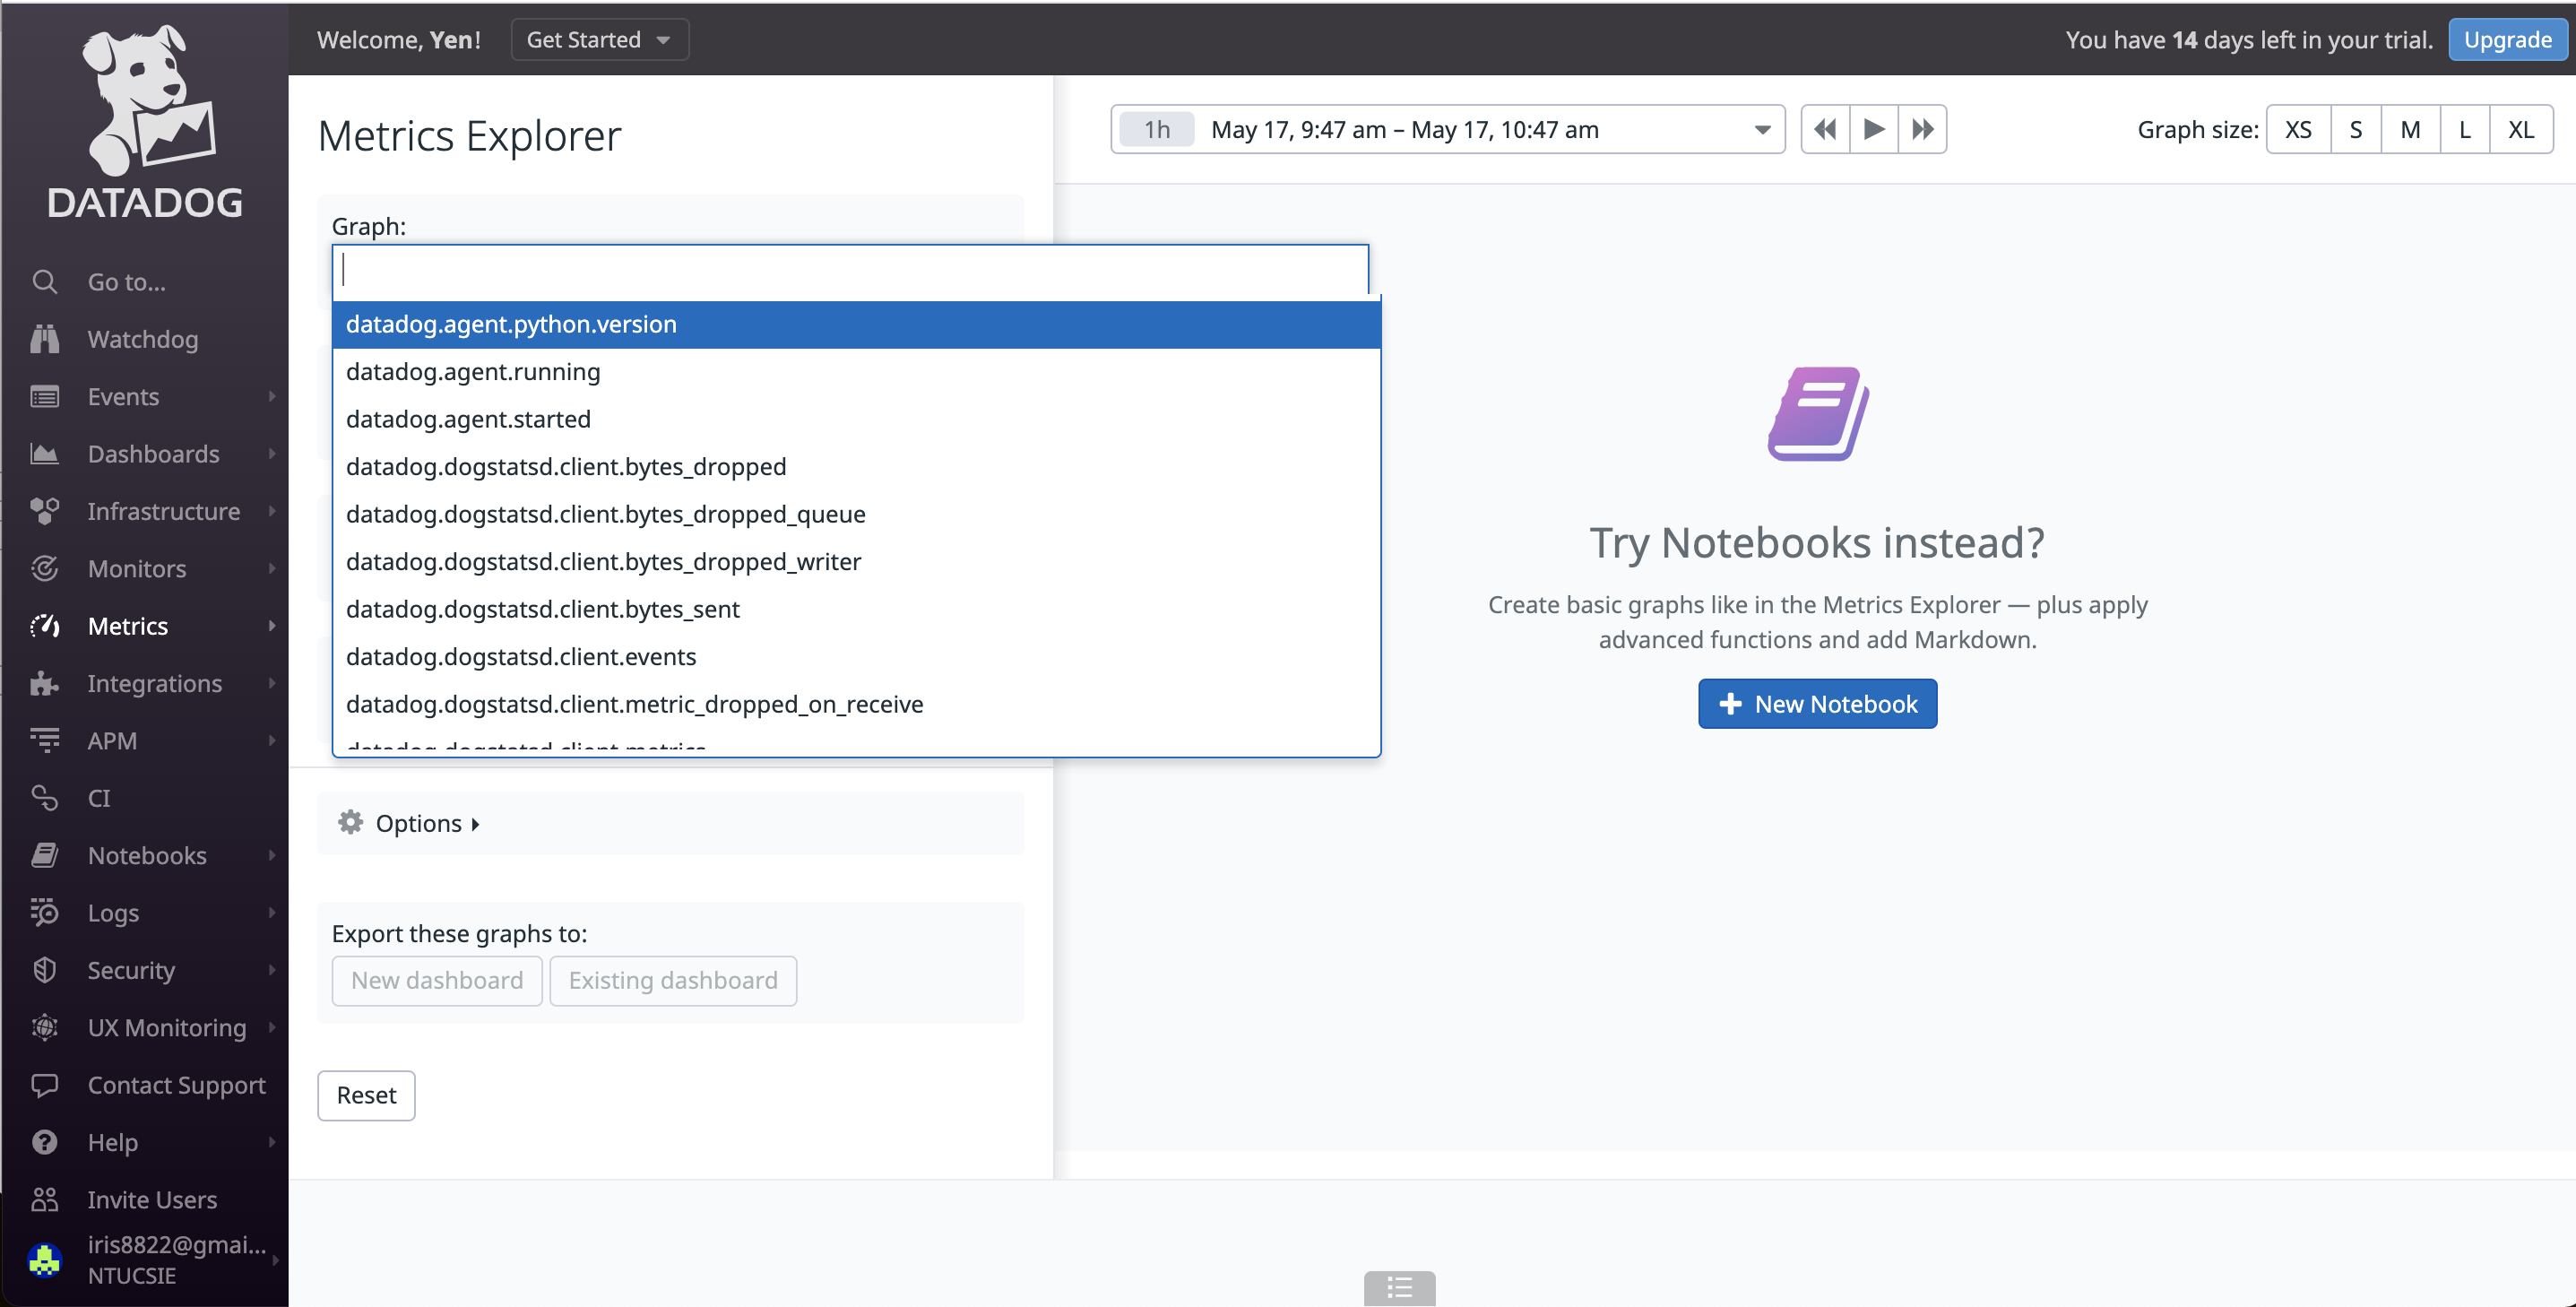 DATADOG
Go to...
Watchdog
Events
Dashboards
Infrastructure
Monitors
Metrics
Integrations
APM
CI
Notebooks
Logs
Security
UX Monitoring
Contact Support
Help
Invite Users
iris8822@gmai...
NTUCSIE
Welcome, Yen!
Get Started
You have 14 days left in your trial.
Upgrade
Metrics Explorer
Graph:
datadog.agent.python.version
datadog.agent.running
datadog.agent.started
datadog.dogstatsd.client.bytes_dropped
datadog.dogstatsd.client.bytes_dropped_queue
datadog.dogstatsd.client.bytes_dropped_writer
datadog.dogstatsd.client.bytes_sent
datadog.dogstatsd.client.events
datadog.dogstatsd.client.metric_dropped_on_receive
datadog.dogstatsd.client.metrics
Options
Export these graphs to:
New dashboard
Existing dashboard
Reset
1h May 17, 9:47 am – May 17, 10:47 am
Graph size: XS S M L XL
Try Notebooks instead?
Create basic graphs like in the Metrics Explorer — plus apply
advanced functions and add Markdown.
New Notebook